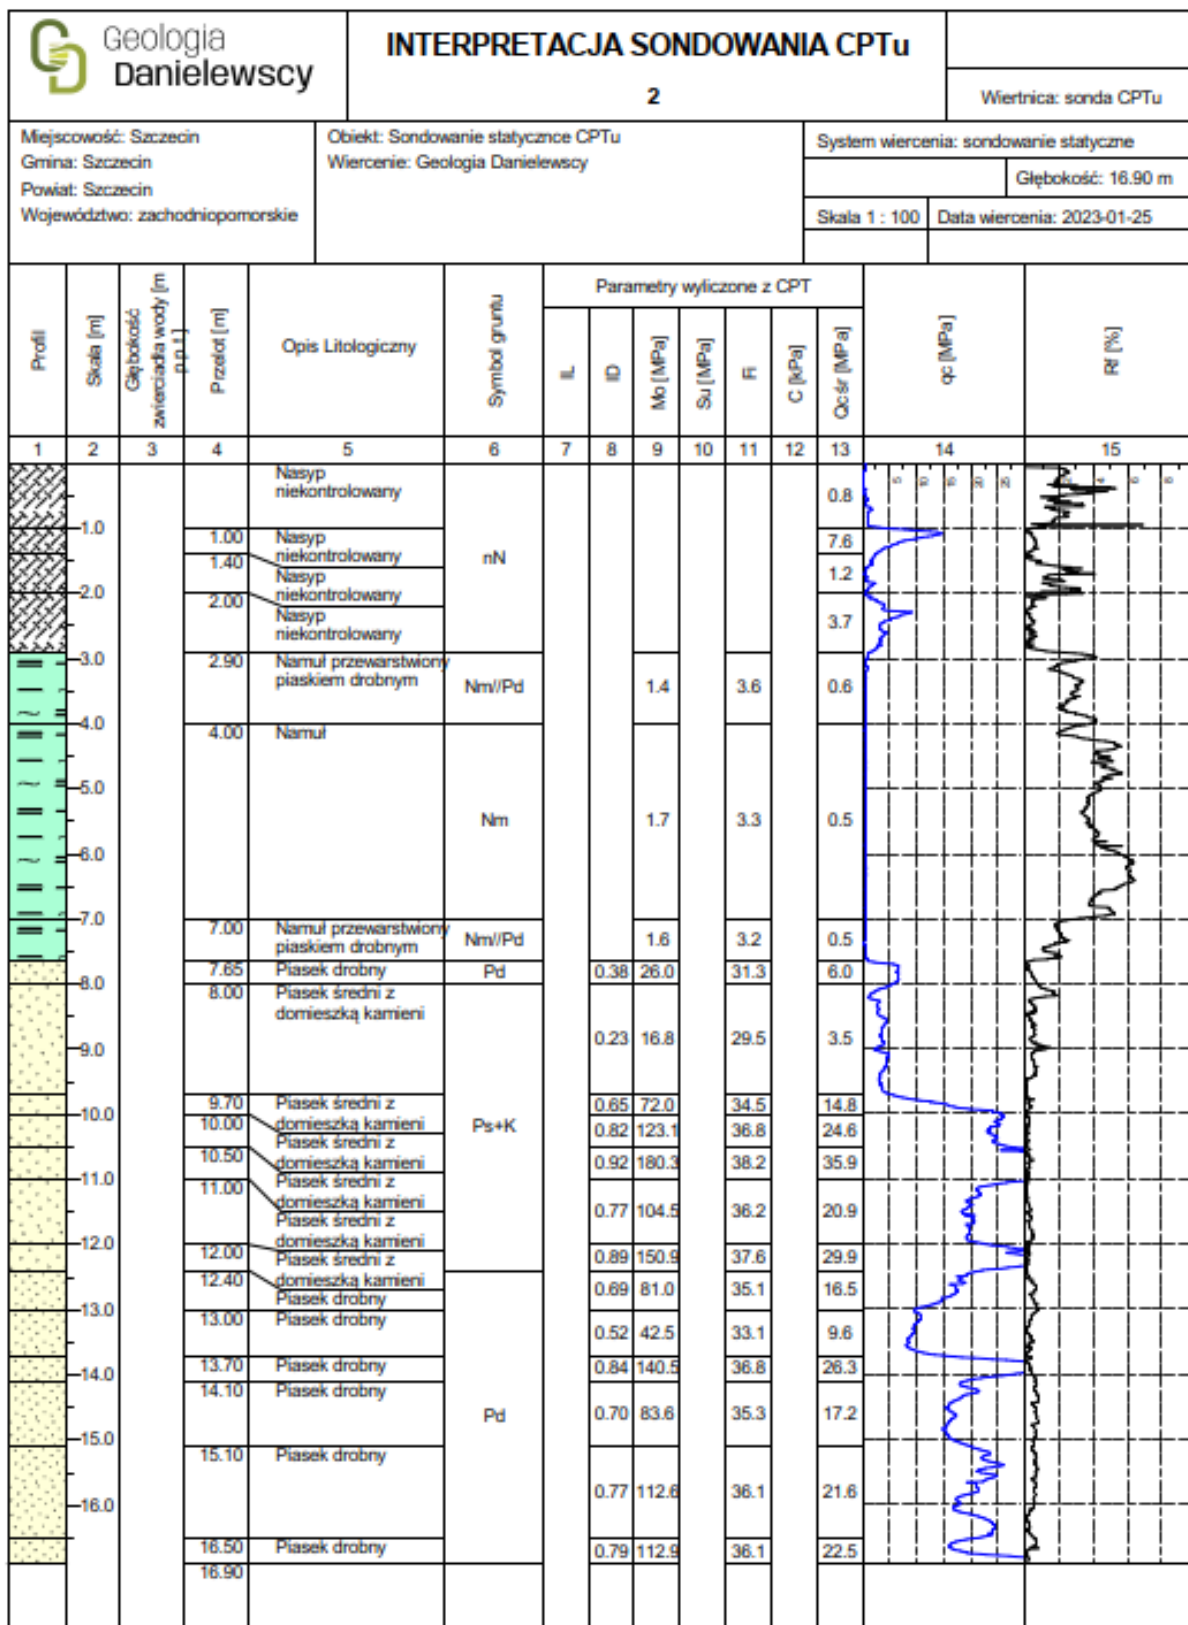 Geologia
Danielewscy
INTERPRETACJA SONDOWANIA CPTu
2
Wiertnica: sonda CPTu
Miejscowość: Szczecin
Gmina: Szczecin
Powiat: Szczecin
Województwo: zachodniopomorskie
Obiekt: Sondowanie statycznce CPTu
Wiercenie: Geologia Danielewscy
System wiercenia: sondowanie statyczne
Głębokość: 16.90 m
Skala 1 : 100
Data wiercenia: 2023-01-25
Profil
Skala [m]
Głębokość
zwierciadła wody [m
p.p.t.]
Przelot [m]
Opis Litologiczny
Symbol gruntu
Parametry wyliczone z CPT
IL
ID
Mo [MPa]
Su [MPa]
Fi
C [kPa]
Qc śr [MPa]
qc [MPa]
Rf [%]
1 2 3 4 5 6 7 8 9 10 11 12 13 14 15
5 10 15 20 25
2 4 6 8
Nasyp
niekontrolowany
0.8
1.0
1.00 Nasyp
niekontrolowany
7.6
1.40 Nasyp
niekontrolowany
nN
1.2
2.0
2.00 Nasyp
niekontrolowany
3.7
3.0
2.90 Namuł przewarstwiony
piaskiem drobnym
Nm//Pd 1.4 3.6 0.6
4.0
4.00 Namuł
5.0
Nm 1.7 3.3 0.5
6.0
7.0
7.00 Namuł przewarstwiony
piaskiem drobnym
Nm//Pd 1.6 3.2 0.5
7.65 Piasek drobny Pd 0.38 26.0 31.3 6.0
8.0
8.00 Piasek średni z
domieszką kamieni
0.23 16.8 29.5 3.5
9.0
9.70 Piasek średni z
domieszką kamieni
0.65 72.0 34.5 14.8
10.0
10.00 Piasek średni z
domieszką kamieni
Ps+K
0.82 123.1 36.8 24.6
10.50 Piasek średni z
domieszką kamieni
0.92 180.3 38.2 35.9
11.0
11.00 Piasek średni z
domieszką kamieni
0.77 104.5 36.2 20.9
12.0
12.00 Piasek średni z
domieszką kamieni
0.89 150.9 37.6 29.9
12.40 Piasek drobny
0.69 81.0 35.1 16.5
13.0
13.00 Piasek drobny
0.52 42.5 33.1 9.6
13.70 Piasek drobny
0.84 140.5 36.8 26.3
14.0
14.10 Piasek drobny
Pd
0.70 83.6 35.3 17.2
15.0
15.10 Piasek drobny
0.77 112.6 36.1 21.6
16.0
16.50 Piasek drobny
0.79 112.9 36.1 22.5
16.90